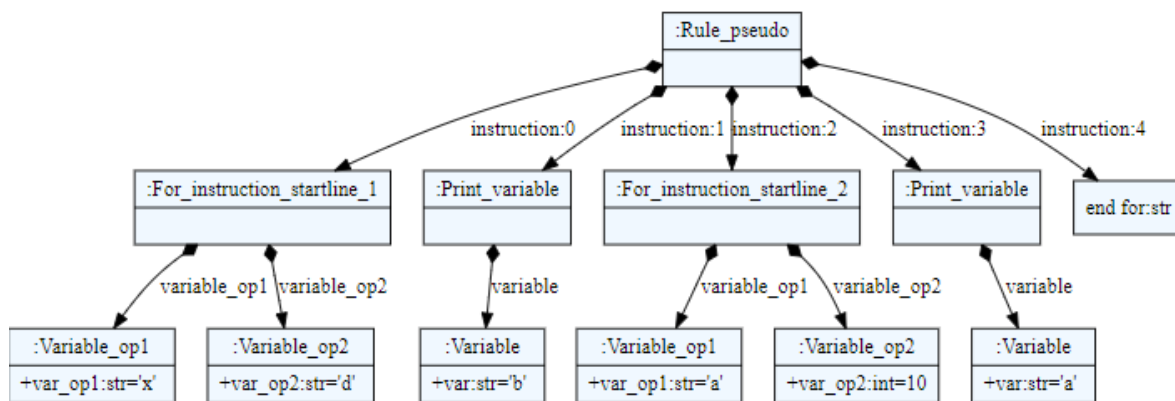 :Rule_pseudo
instruction:0
instruction:1
instruction:2
instruction:3
instruction:4
:For_instruction_startline_1
:Print_variable
:For_instruction_startline_2
:Print_variable
end for:str
variable_op1
variable_op2
variable
variable_op1
variable_op2
variable
:Variable_op1
+var_op1:str='x'
:Variable_op2
+var_op2:str='d'
:Variable
+var:str='b'
:Variable_op1
+var_op1:str='a'
:Variable_op2
+var_op2:int=10
:Variable
+var:str='a'